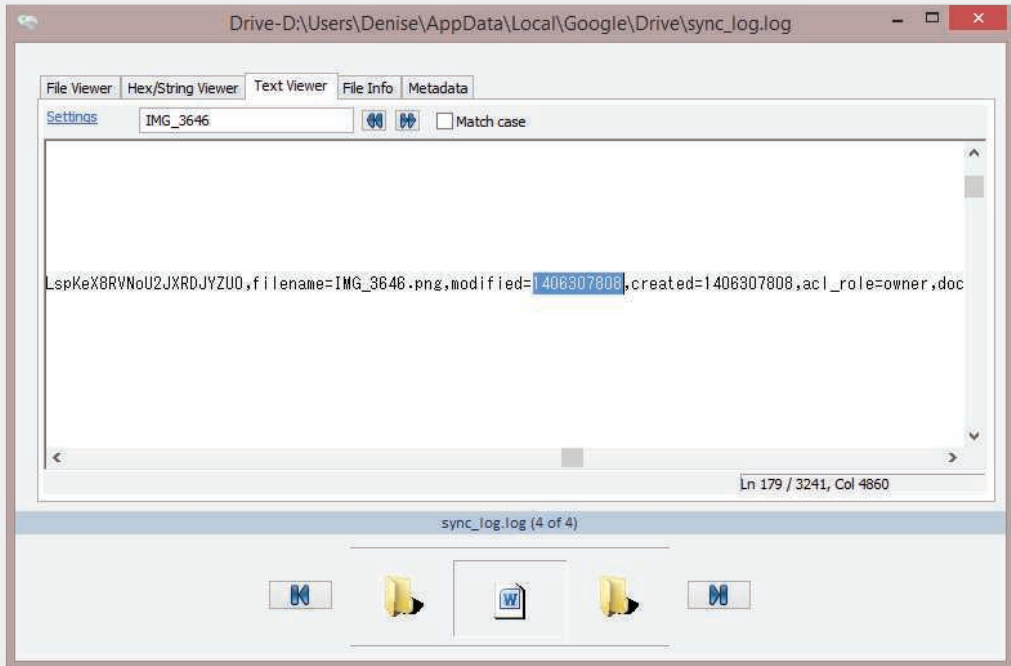 Drive-D:\Users\Denise\AppData\Local\Google\Drive\sync_log.log
File Viewer Hex/String Viewer Text Viewer File Info Metadata
Settings IMG_3646 Match case
LspKeX8RVNoU2JXRDJYZU0,filename=IMG_3646.png,modified=1406307808,created=1406307808,acl_role=owner,doc
Ln 179 / 3241, Col 4860
sync_log.log (4 of 4)